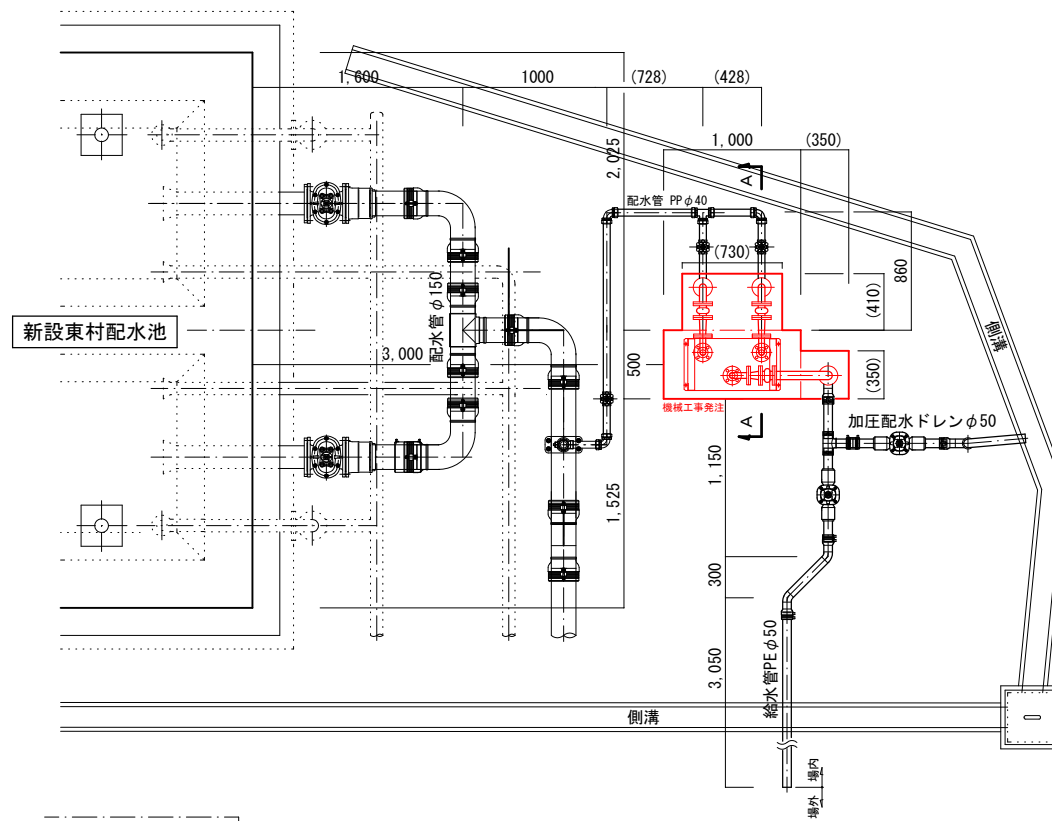 1,600
1000
(728)
(428)
1,000
(350)
2,025
A
配水管 PPφ40
860
(730)
(410)
配水管φ150
新設東村配水池
3,000
500
側溝
(350)
機械工事発注
A
加圧配水ドレンφ50
1,150
1,525
300
給水管PEφ50
3,050
側溝
場内
場外